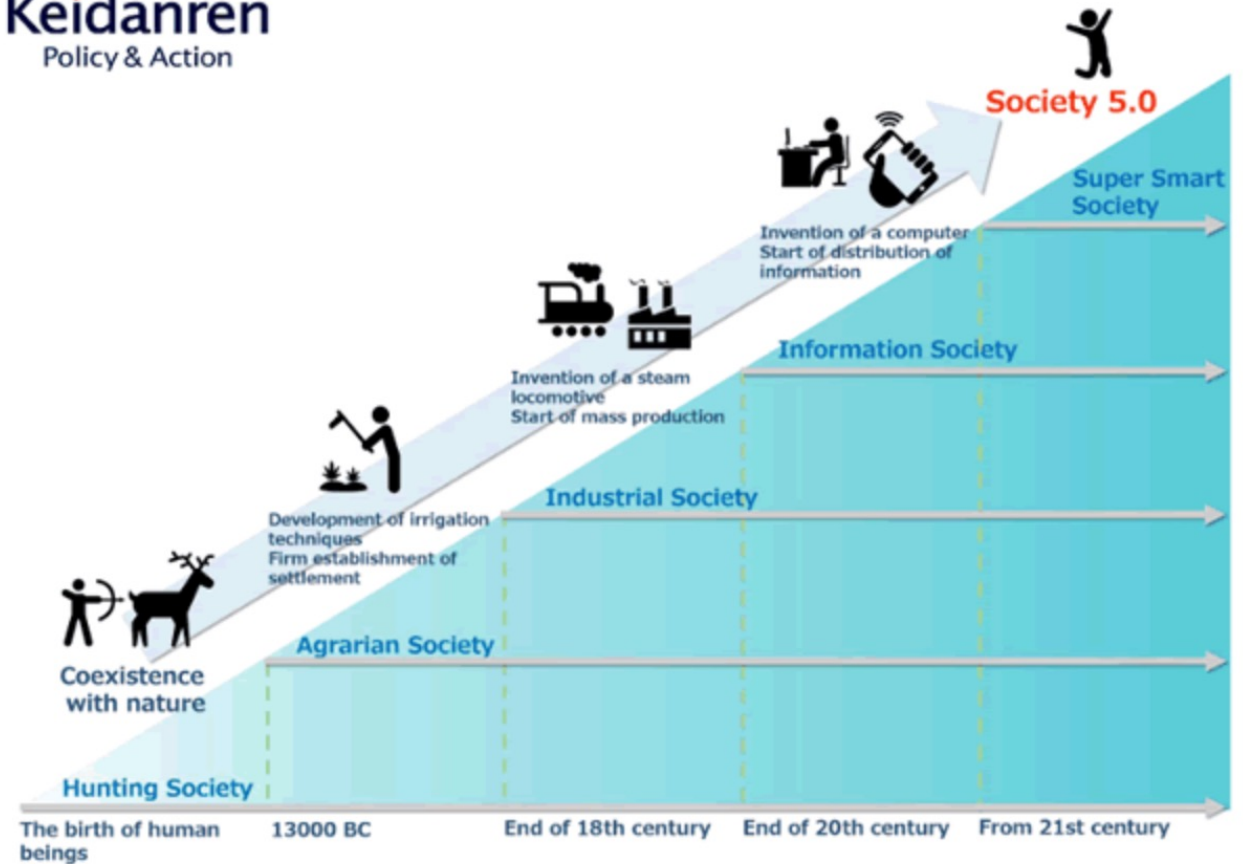 Keidanren
Policy & Action
Society 5.0
Super Smart
Society
Invention of a computer
Start of distribution of
information
Information Society
Invention of a steam
locomotive
Start of mass production
Industrial Society
Development of irrigation
techniques
Firm establishment of
settlement
Agrarian Society
Coexistence
with nature
Hunting Society
The birth of human
beings
13000 BC
End of 18th century
End of 20th century
From 21st century